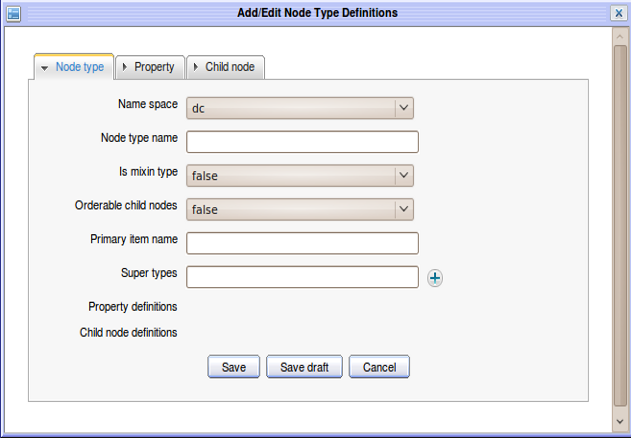 Add/Edit Node Type Definitions
X
Node type
Property
Child node
Name space
dc
Node type name
Is mixin type
false
Orderable child nodes
false
Primary item name
Super types
Property definitions
Child node definitions
Save
Save draft
Cancel